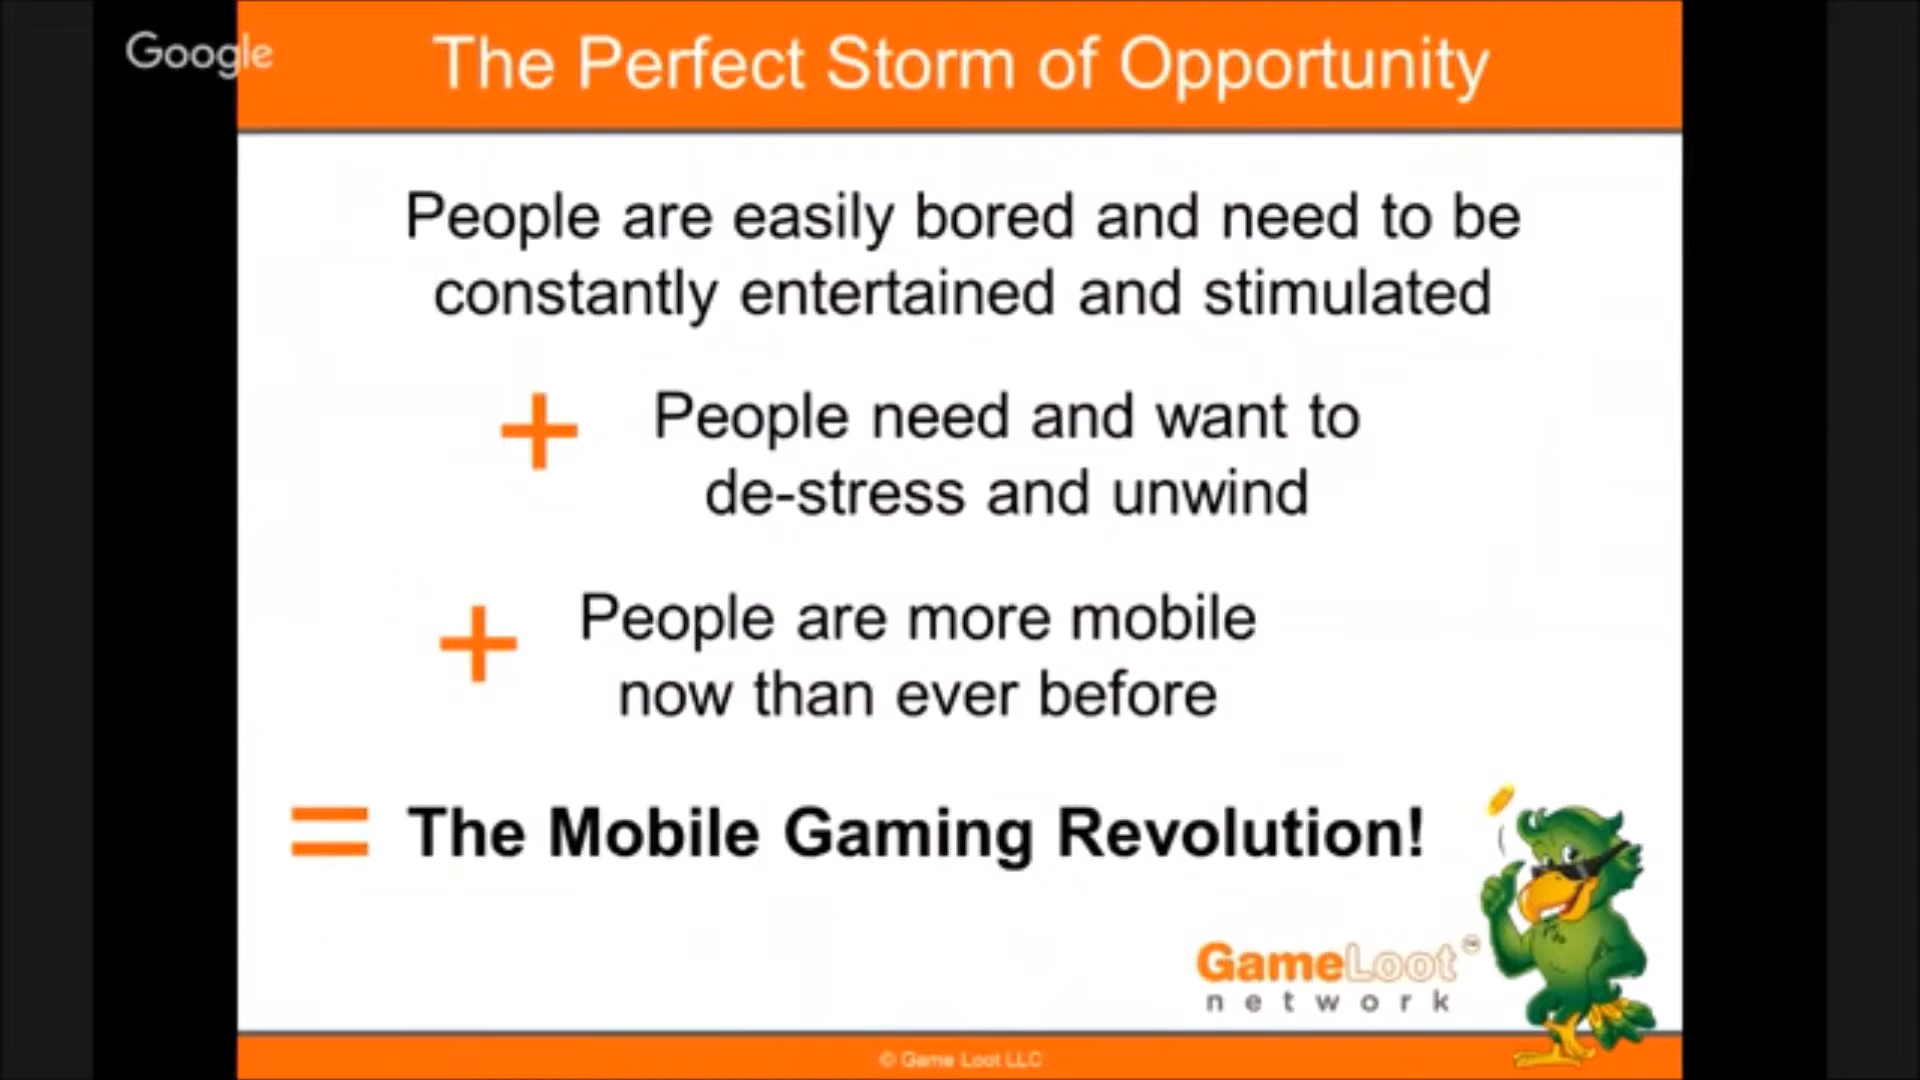 Google
The Perfect Storm of Opportunity
People are easily bored and need to be
constantly entertained and stimulated
+ People need and want to
de-stress and unwind
+ People are more mobile
now than ever before
= The Mobile Gaming Revolution!
GameLoot™
network
© Game Loot LLC